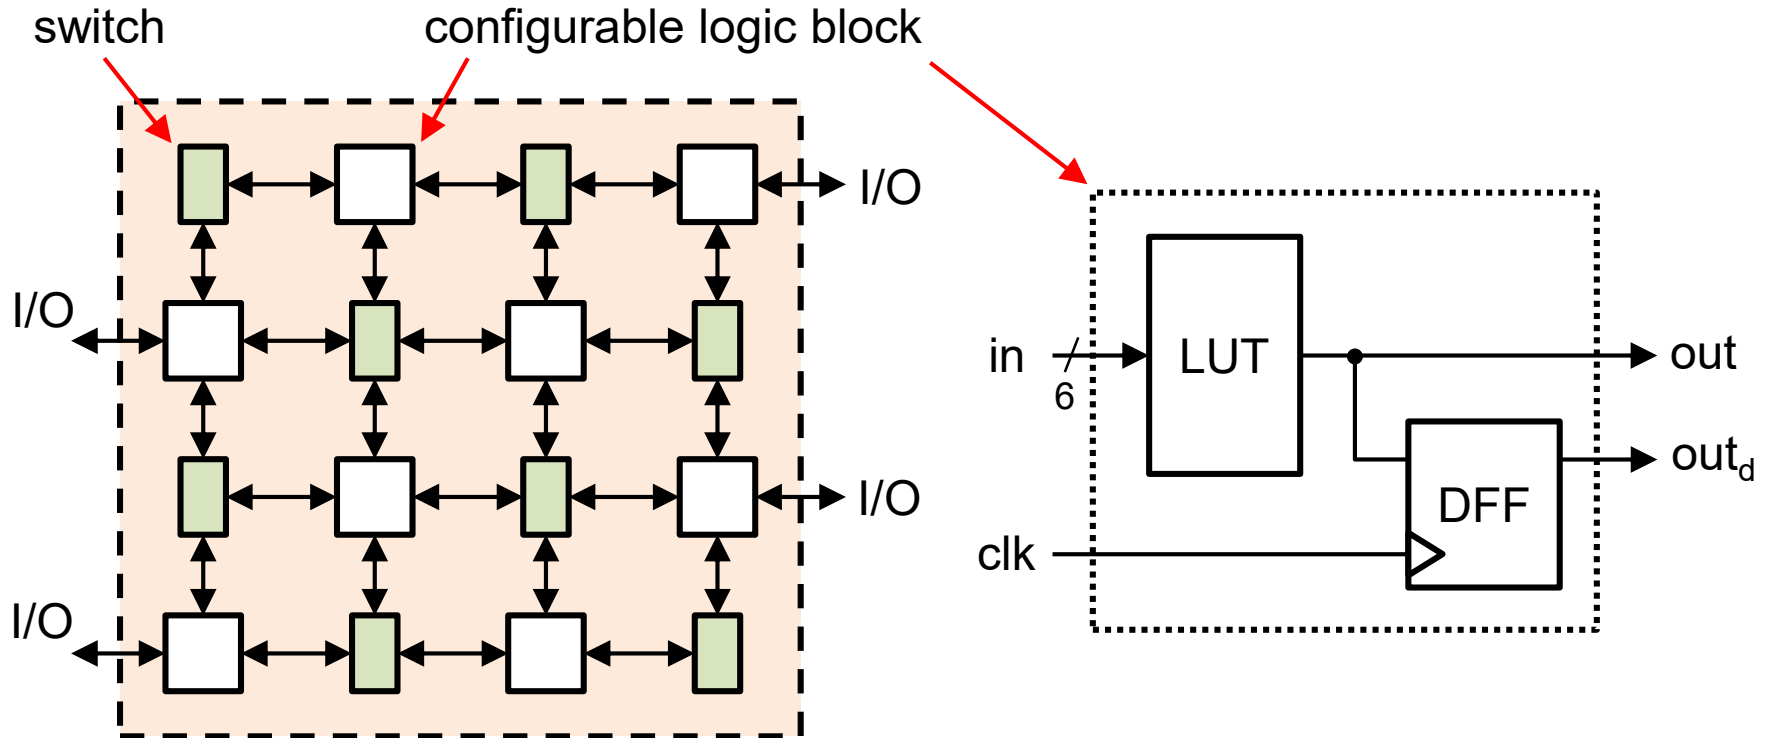 switch
configurable logic block
I/O
I/O
I/O
I/O
in
6
clk
LUT
DFF
out
outd